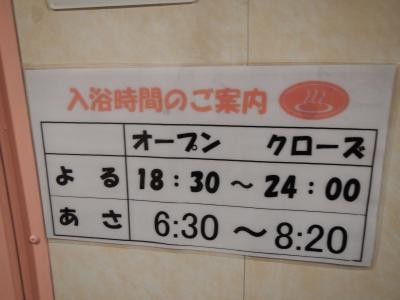 入浴時間のご案内
オープン クローズ
よる 18:30 ～ 24:00
あさ 6:30 ～ 8:20